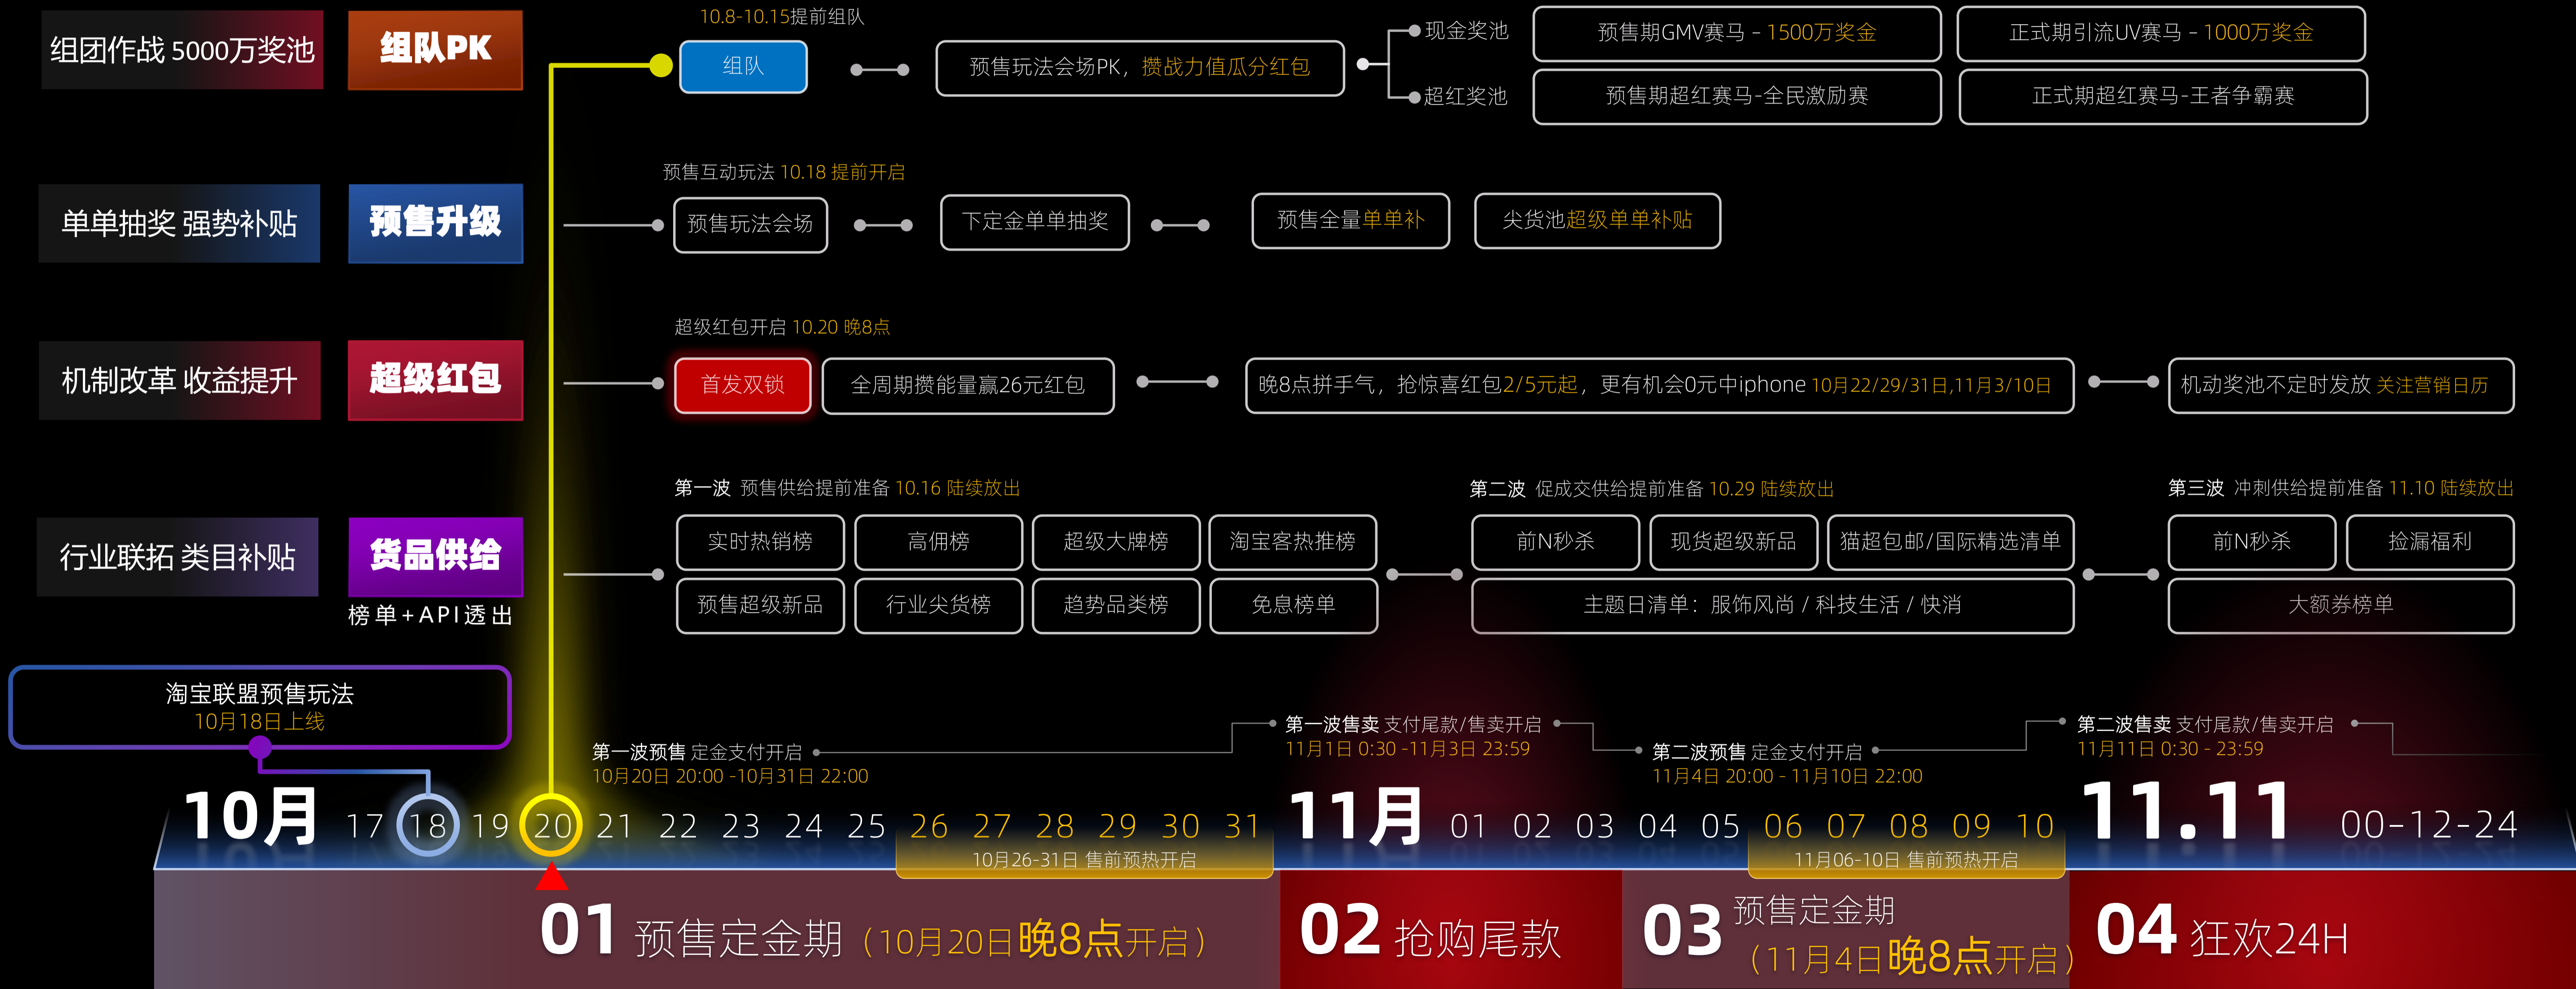 组团作战 5000万奖池
组队PK
10.8-10.15提前组队
组队
预售玩法会场PK，攒战力值瓜分红包
现金奖池
预售期GMV赛马 – 1500万奖金
正式期引流UV赛马 – 1000万奖金
超红奖池
预售期超红赛马-全民激励赛
正式期超红赛马-王者争霸赛
单单抽奖 强势补贴
预售升级
预售互动玩法 10.18 提前开启
预售玩法会场
下定金单单抽奖
预售全量单单补
尖货池超级单单补贴
机制改革 收益提升
超级红包
超级红包开启 10.20 晚8点
首发双锁
全周期攒能量赢26元红包
晚8点拼手气，抢惊喜红包2/5元起，更有机会0元中iphone 10月22/29/31日,11月3/10日
机动奖池不定时发放 关注营销日历
行业联拓 类目补贴
货品供给
榜单+API透出
第一波 预售供给提前准备 10.16 陆续放出
实时热销榜
高佣榜
超级大牌榜
淘宝客热推榜
预售超级新品
行业尖货榜
趋势品类榜
免息榜单
第二波 促成交供给提前准备 10.29 陆续放出
前N秒杀
现货超级新品
猫超包邮/国际精选清单
主题日清单：服饰风尚 / 科技生活 / 快消
第三波 冲刺供给提前准备 11.10 陆续放出
前N秒杀
捡漏福利
大额券榜单
淘宝联盟预售玩法
10月18日上线
第一波预售 定金支付开启
10月20日 20:00 -10月31日 22:00
第一波售卖 支付尾款/售卖开启
11月1日 0:30 -11月3日 23:59
第二波预售 定金支付开启
11月4日 20:00 - 11月10日 22:00
第二波售卖 支付尾款/售卖开启
11月11日 0:30 - 23:59
10月 17 18 19 20 21 22 23 24 25 26 27 28 29 30 31 11月 01 02 03 04 05 06 07 08 09 10 11.11 00-12-24
10月26-31日 售前预热开启
11月06-10日 售前预热开启
01 预售定金期（10月20日晚8点开启）
02 抢购尾款
03 预售定金期
（11月4日晚8点开启）
04 狂欢24H